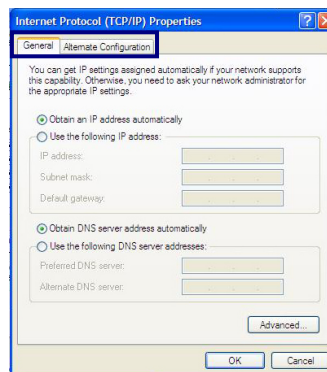 Internet Protocol (TCP/IP) Properties
General Alternate Configuration
You can get IP settings assigned automatically if your network supports
this capability. Otherwise, you need to ask your network administrator for
the appropriate IP settings.
Obtain an IP address automatically
Use the following IP address:
IP address:
Subnet mask:
Default gateway:
Obtain DNS server address automatically
Use the following DNS server addresses:
Preferred DNS server:
Alternate DNS server:
Advanced...
OK Cancel